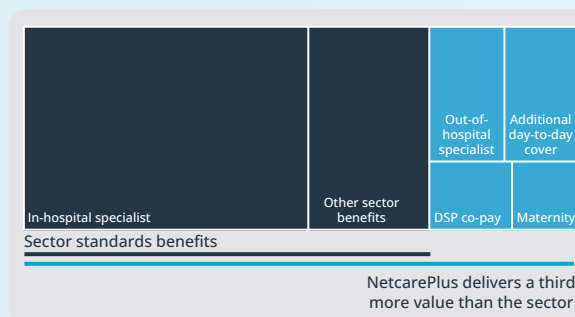 Out-of-
hospital
specialist
Additional
day-to-day
cover
In-hospital specialist
Other sector
benefits
DSP co-pay
Maternity
Sector standards benefits
NetcarePlus delivers a third
more value than the sector